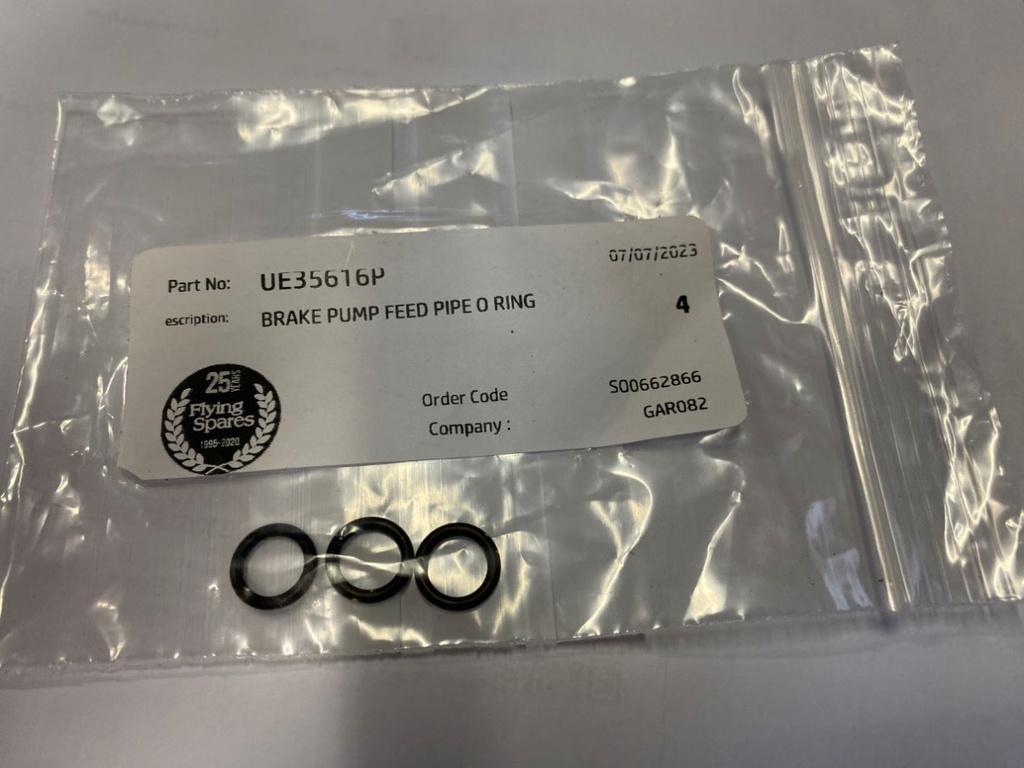 07/07/2023
Part No: UE35616P
escription: BRAKE PUMP FEED PIPE O RING
4
25 YEARS
Flying
Spares
1995-2020
Order Code S00662866
Company : GAR082